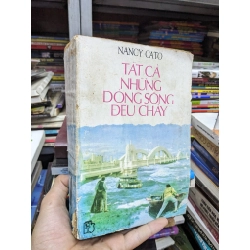 NANCY CATO
TẤT CẢ
NHỮNG
DÒNG SÔNG
ĐỀU CHẢY